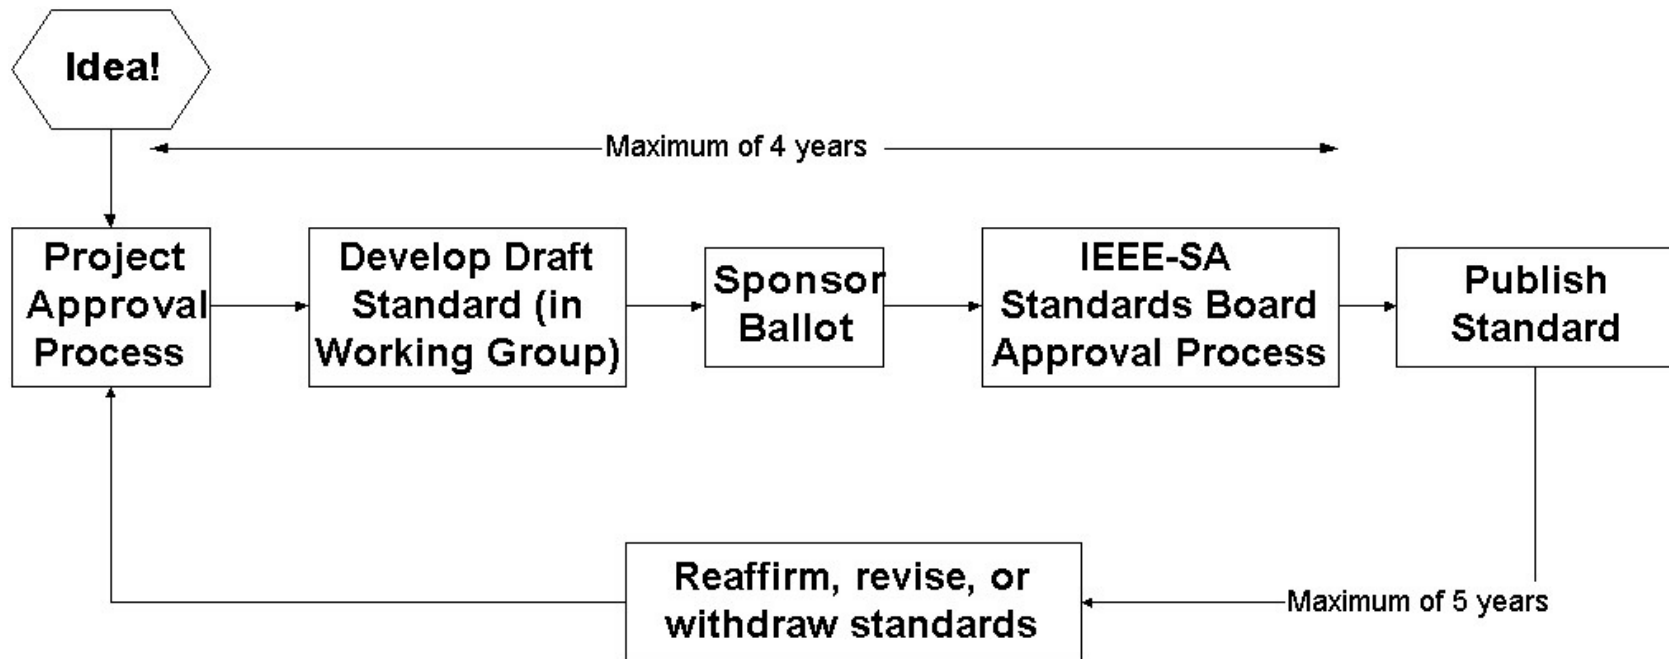 Idea!
Maximum of 4 years
Project
Approval
Process
Develop Draft
Standard (in
Working Group)
Sponsor
Ballot
IEEE-SA
Standards Board
Approval Process
Publish
Standard
Reaffirm, revise, or
withdraw standards
Maximum of 5 years